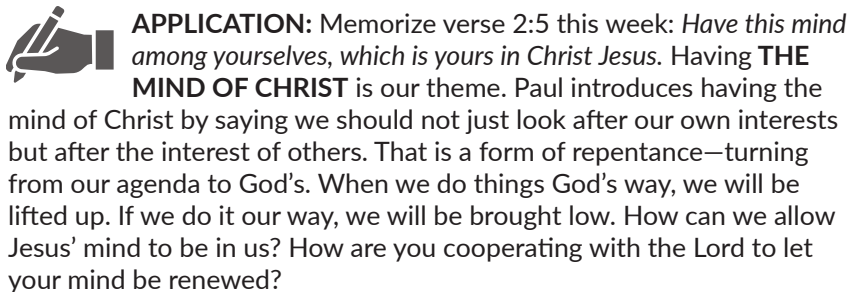 APPLICATION: Memorize verse 2:5 this week: Have this mind
among yourselves, which is yours in Christ Jesus. Having THE
MIND OF CHRIST is our theme. Paul introduces having the
mind of Christ by saying we should not just look after our own interests
but after the interest of others. That is a form of repentance—turning
from our agenda to God’s. When we do things God’s way, we will be
lifted up. If we do it our way, we will be brought low. How can we allow
Jesus’ mind to be in us? How are you cooperating with the Lord to let
your mind be renewed?